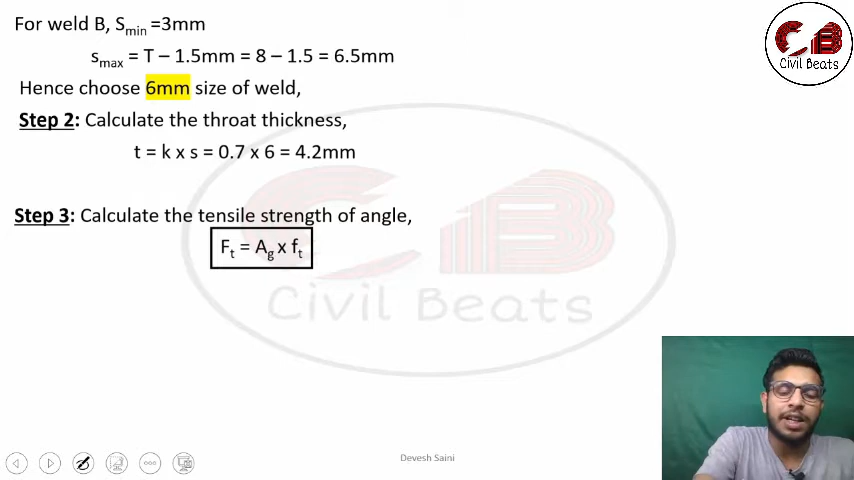 For weld B, Smin =3mm
smax = T – 1.5mm = 8 – 1.5 = 6.5mm
Hence choose 6mm size of weld,
Step 2: Calculate the throat thickness,
t = k x s = 0.7 x 6 = 4.2mm
Step 3: Calculate the tensile strength of angle,
Ft = Ag x ft
Civil Beats
Civil Beats
Devesh Saini